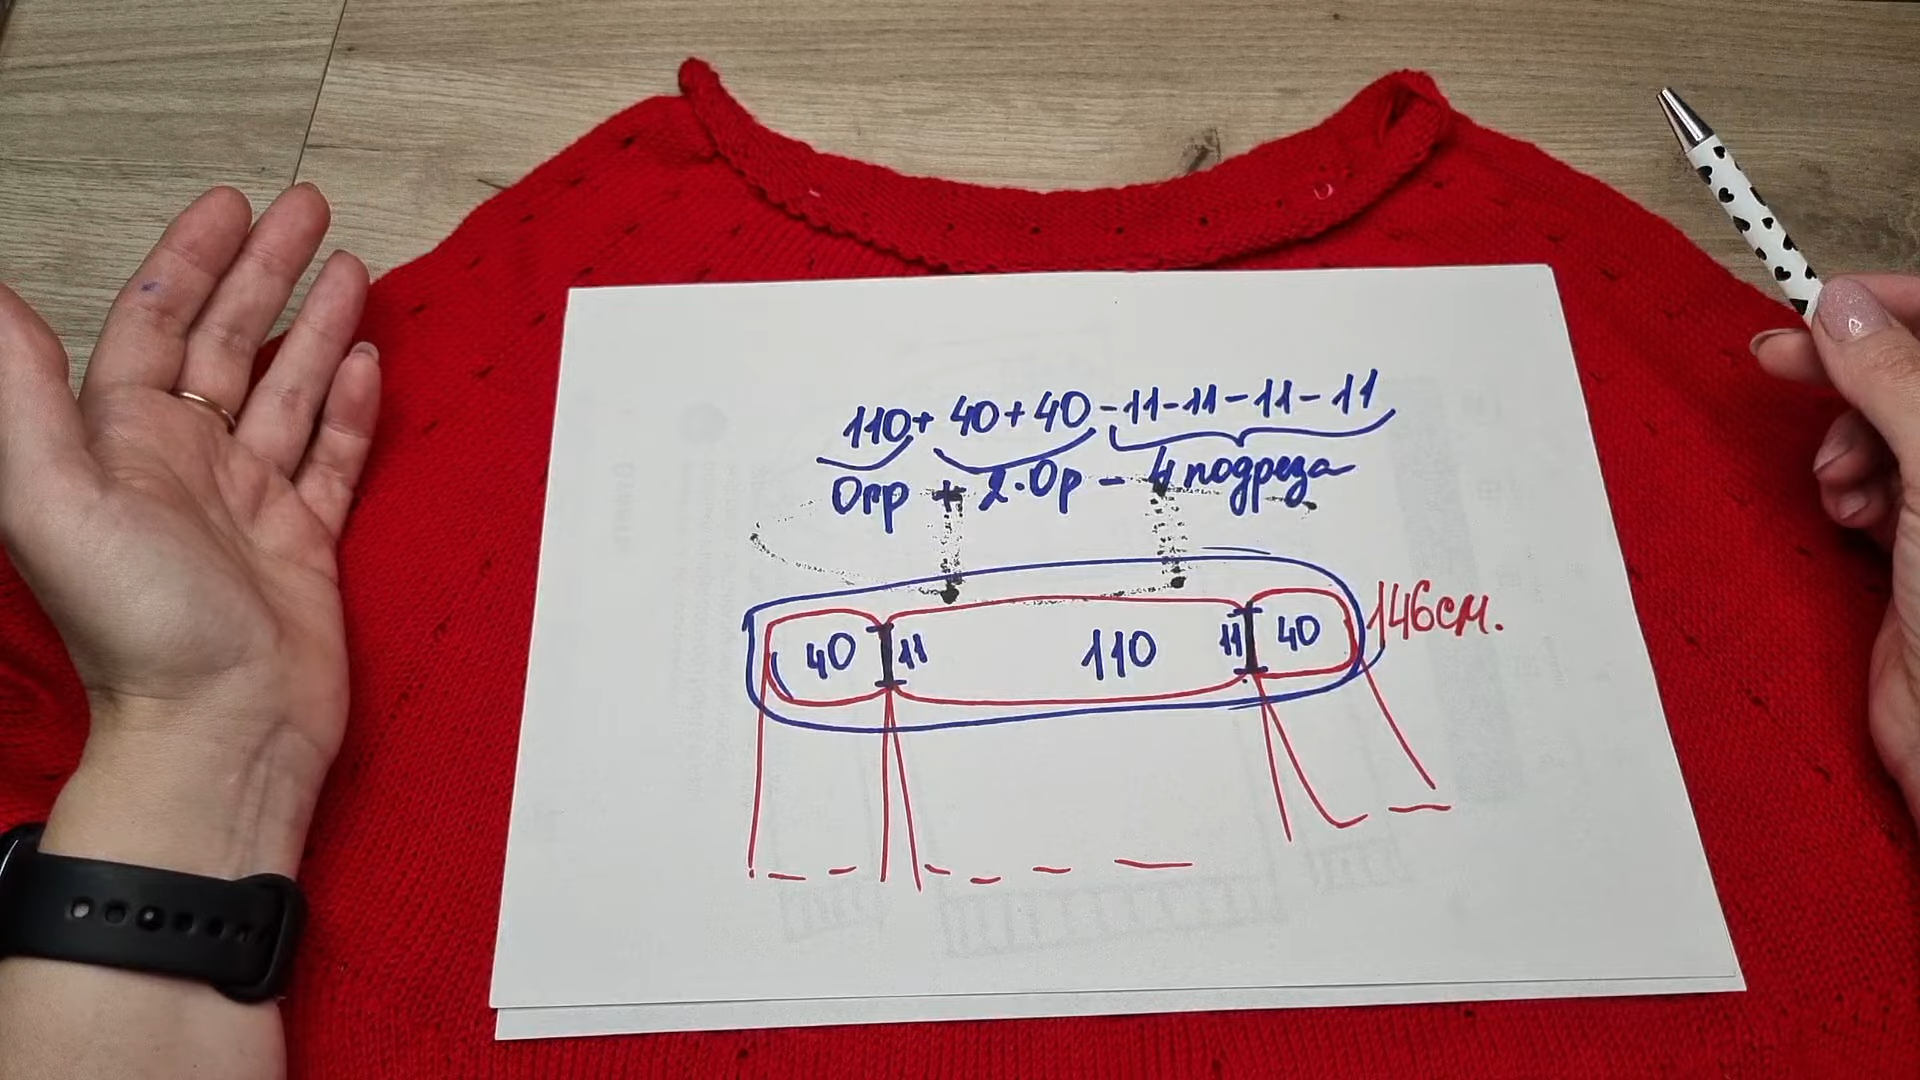 110+ 40+40 -11-11-11-11
Огр + 2·Ор - 4 подреза
40 11 110 11 40 146см.